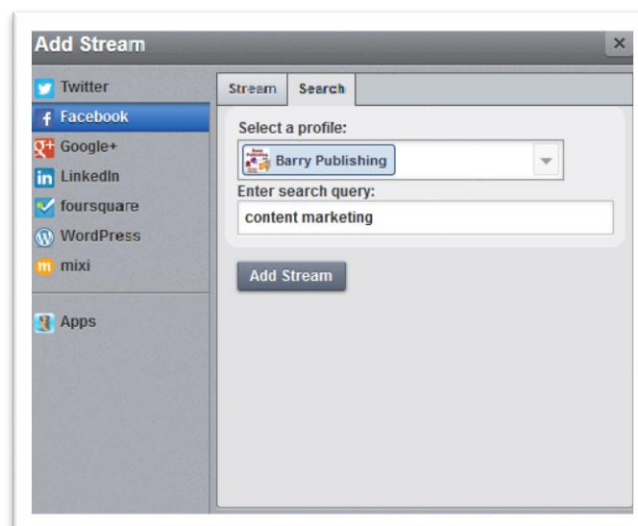 Add Stream
Twitter
Facebook
Google+
LinkedIn
foursquare
WordPress
mixi
Apps
Stream Search
Select a profile:
Barry Publishing
Enter search query:
content marketing
Add Stream